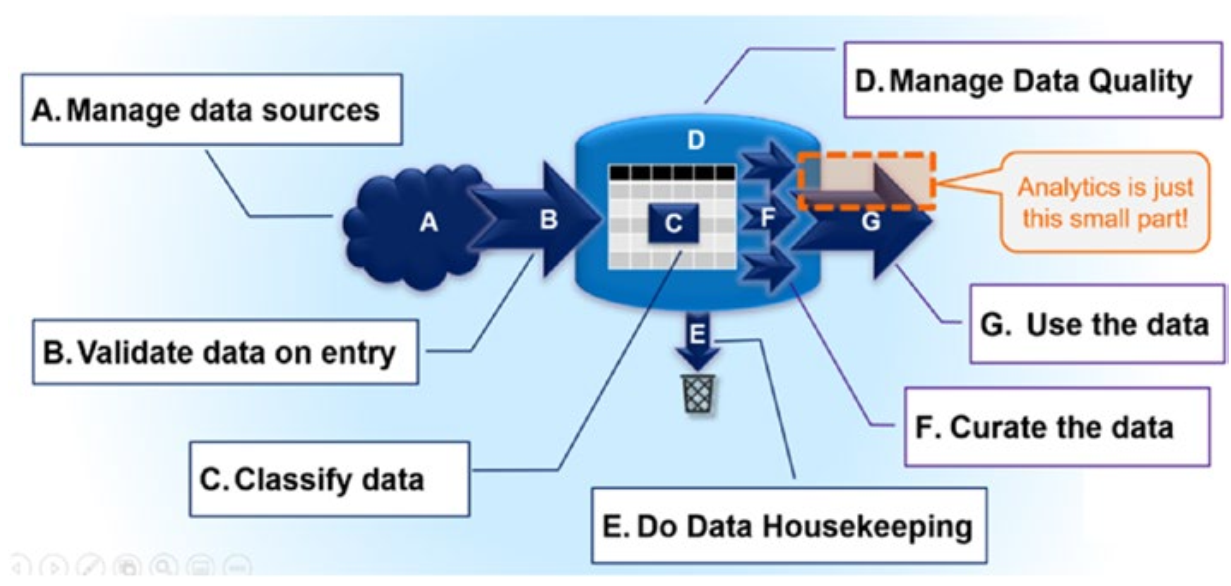 A. Manage data sources
D. Manage Data Quality
D
Analytics is just
this small part!
A
B
C
F
G
G. Use the data
B. Validate data on entry
E
F. Curate the data
C. Classify data
E. Do Data Housekeeping